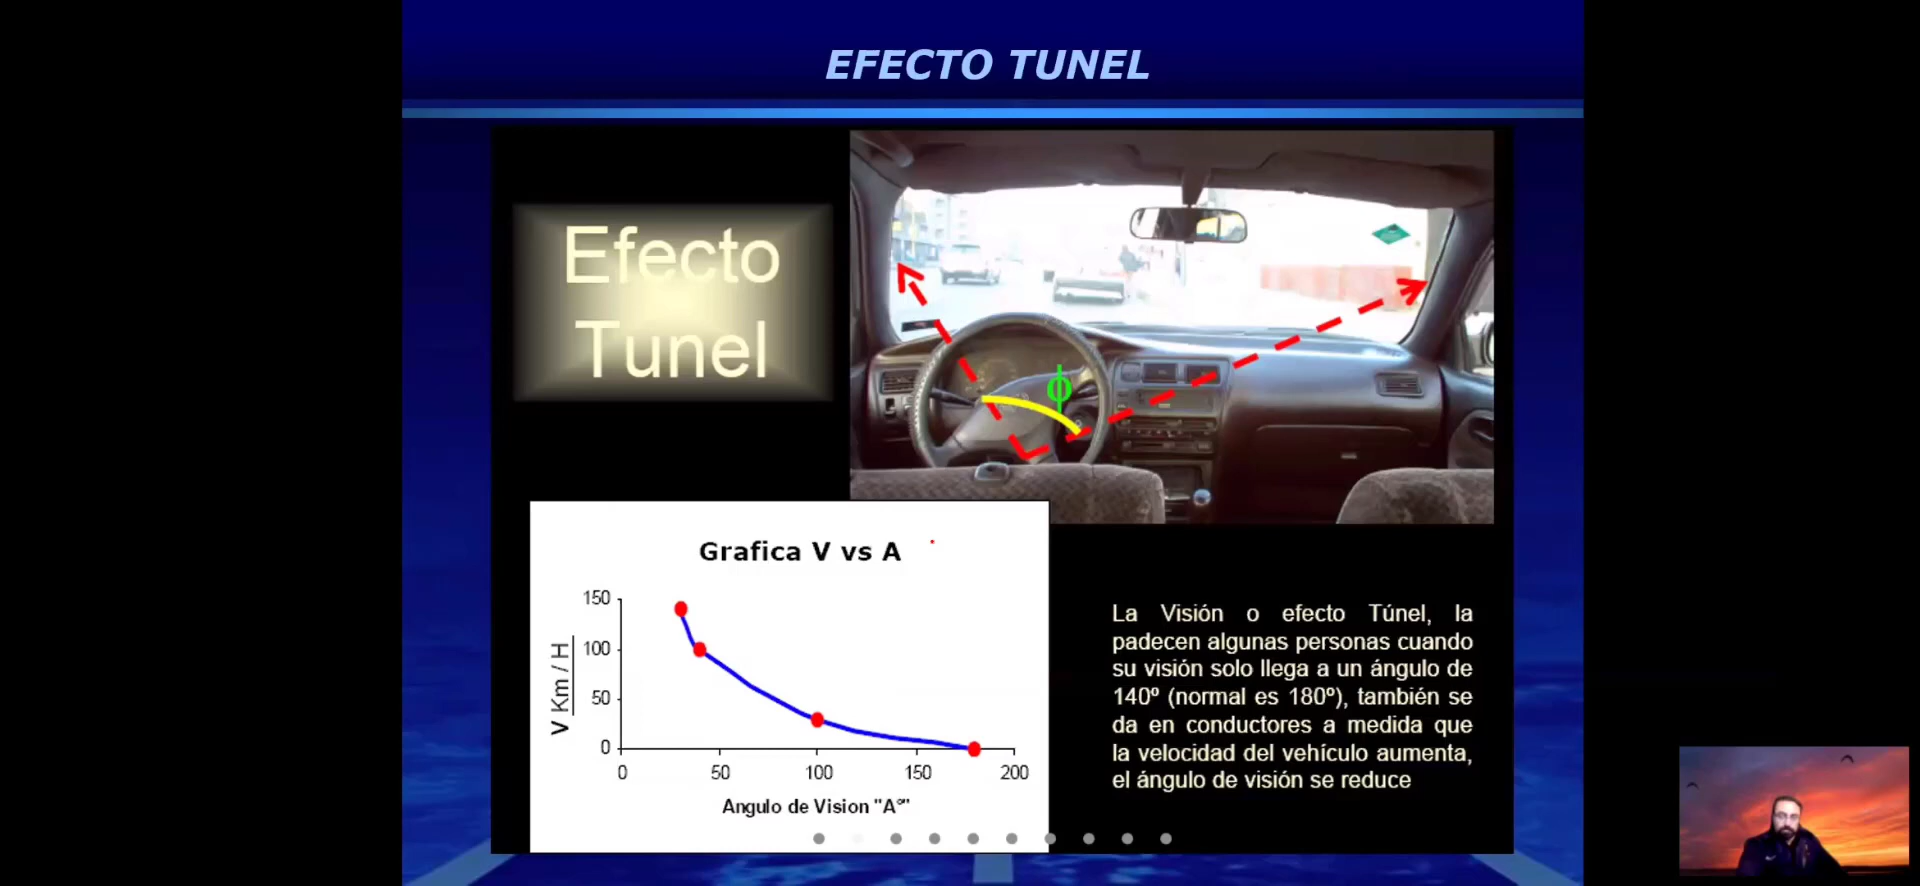 EFECTO TUNEL
Efecto
Tunel
ϕ
Grafica V vs A
V Km / H
150
100
50
0
0 50 100 150 200
Angulo de Vision "Aº"
La Visión o efecto Túnel, la
padecen algunas personas cuando
su visión solo llega a un ángulo de
140º (normal es 180º), también se
da en conductores a medida que
la velocidad del vehículo aumenta,
el ángulo de visión se reduce